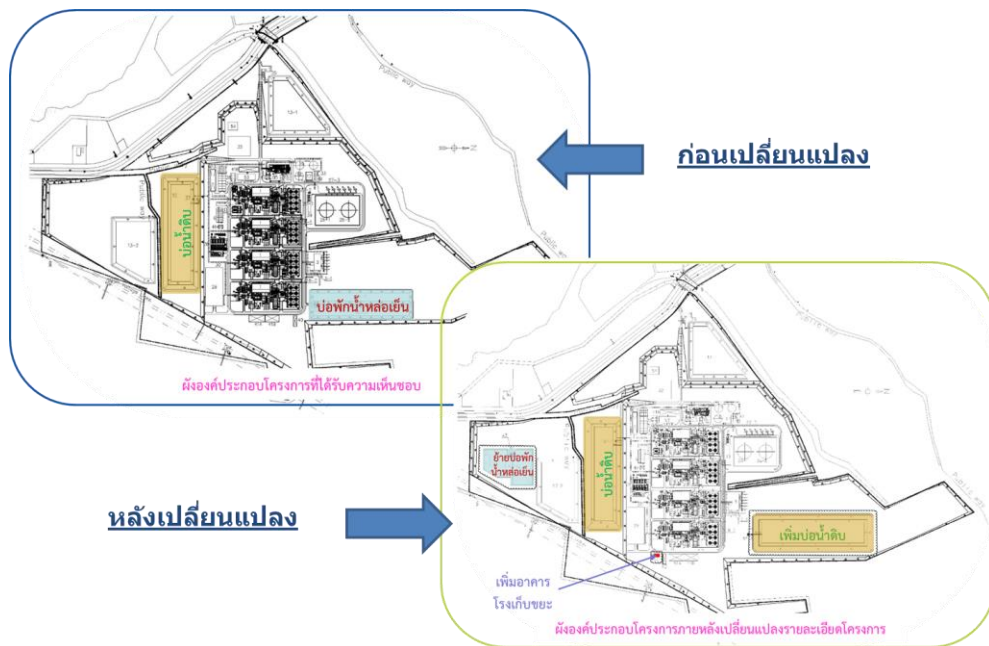 Public way
ก่อนเปลี่ยนแปลง
บ่อน้ำดิบ
บ่อพักน้ำหล่อเย็น
ผังองค์ประกอบโครงการที่ได้รับความเห็นชอบ
ย้ายบ่อพัก
น้ำหล่อเย็น
บ่อน้ำดิบ
หลังเปลี่ยนแปลง
เพิ่มบ่อน้ำดิบ
เพิ่มอาคาร
โรงเก็บขยะ
ผังองค์ประกอบโครงการภายหลังเปลี่ยนแปลงรายละเอียดโครงการ